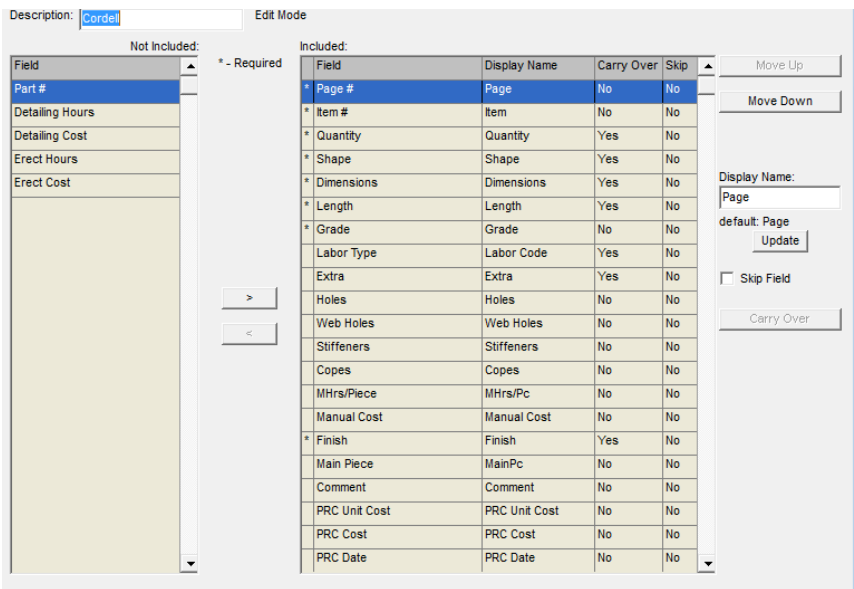 Description: Cordell Edit Mode
Not Included: Included:
* - Required
Field
Part #
Detailing Hours
Detailing Cost
Erect Hours
Erect Cost
>
<
Field Display Name Carry Over Skip
* Page # Page No No
* Item # Item No No
* Quantity Quantity Yes No
* Shape Shape Yes No
* Dimensions Dimensions Yes No
* Length Length Yes No
* Grade Grade No No
Labor Type Labor Code Yes No
Extra Extra Yes No
Holes Holes No No
Web Holes Web Holes No No
Stiffeners Stiffeners No No
Copes Copes No No
MHrs/Piece MHrs/Pc No No
Manual Cost Manual Cost No No
* Finish Finish Yes No
Main Piece MainPc No No
Comment Comment No No
PRC Unit Cost PRC Unit Cost No No
PRC Cost PRC Cost No No
PRC Date PRC Date No No
Move Up
Move Down
Display Name:
Page
default: Page
Update
Skip Field
Carry Over